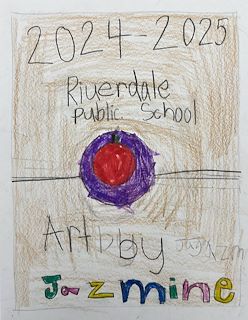 2024-2025
Riverdale
Public School
Art by
Jazmine